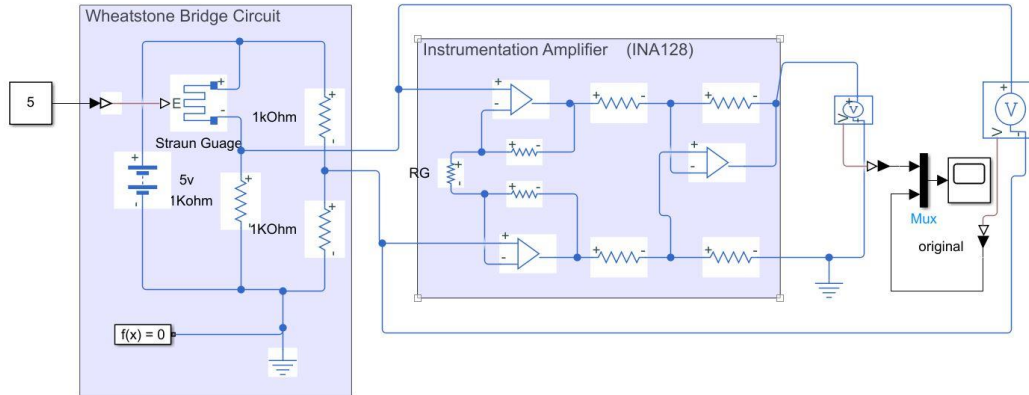 Wheatstone Bridge Circuit
Instrumentation Amplifier (INA128)
5
E
Straun Guage
1kOhm
5v
1Kohm
1KOhm
f(x) = 0
RG
V
V
V
V
Mux
original